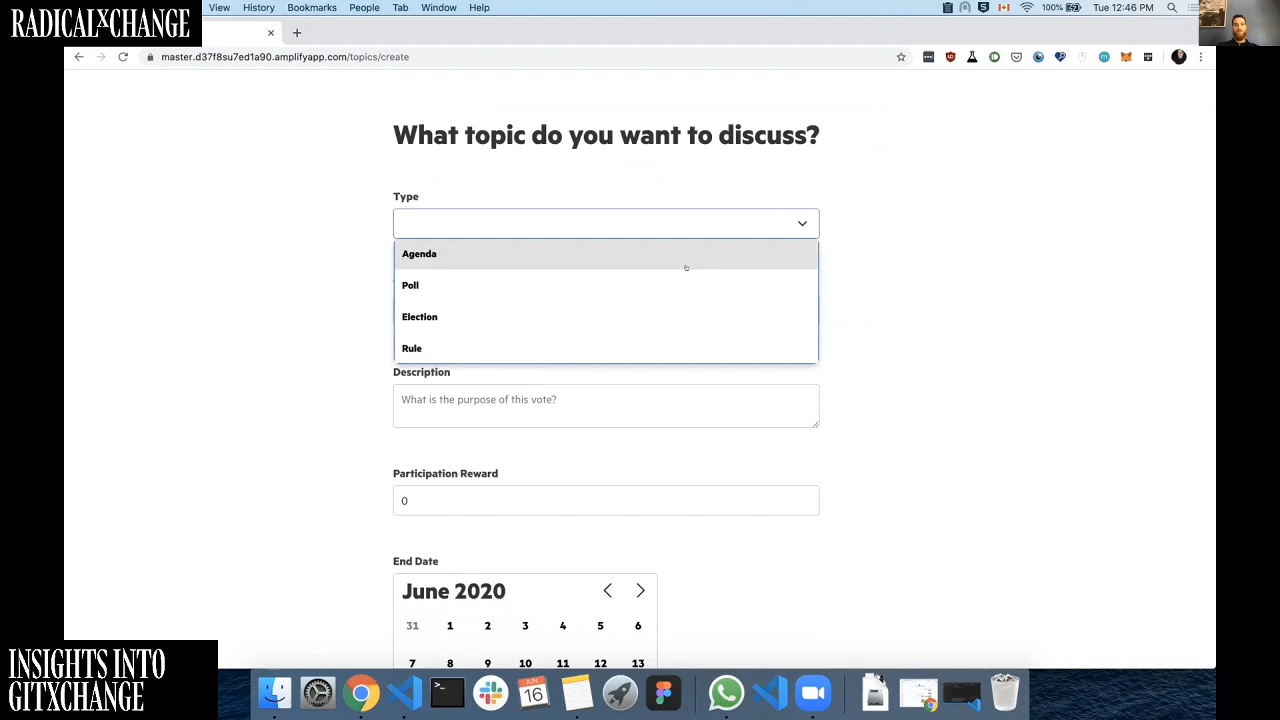 RADICALXCHANGE
View History Bookmarks People Tab Window Help
100% Tue 12:46 PM
master.d37f8su7ed1a90.amplifyapp.com/topics/create
What topic do you want to discuss?
Type
Agenda
Poll
Election
Rule
Description
What is the purpose of this vote?
Participation Reward
0
End Date
June 2020
31 1 2 3 4 5 6
7 8 9 10 11 12 13
INSIGHTS INTO
GITXCHANGE
JUN
16